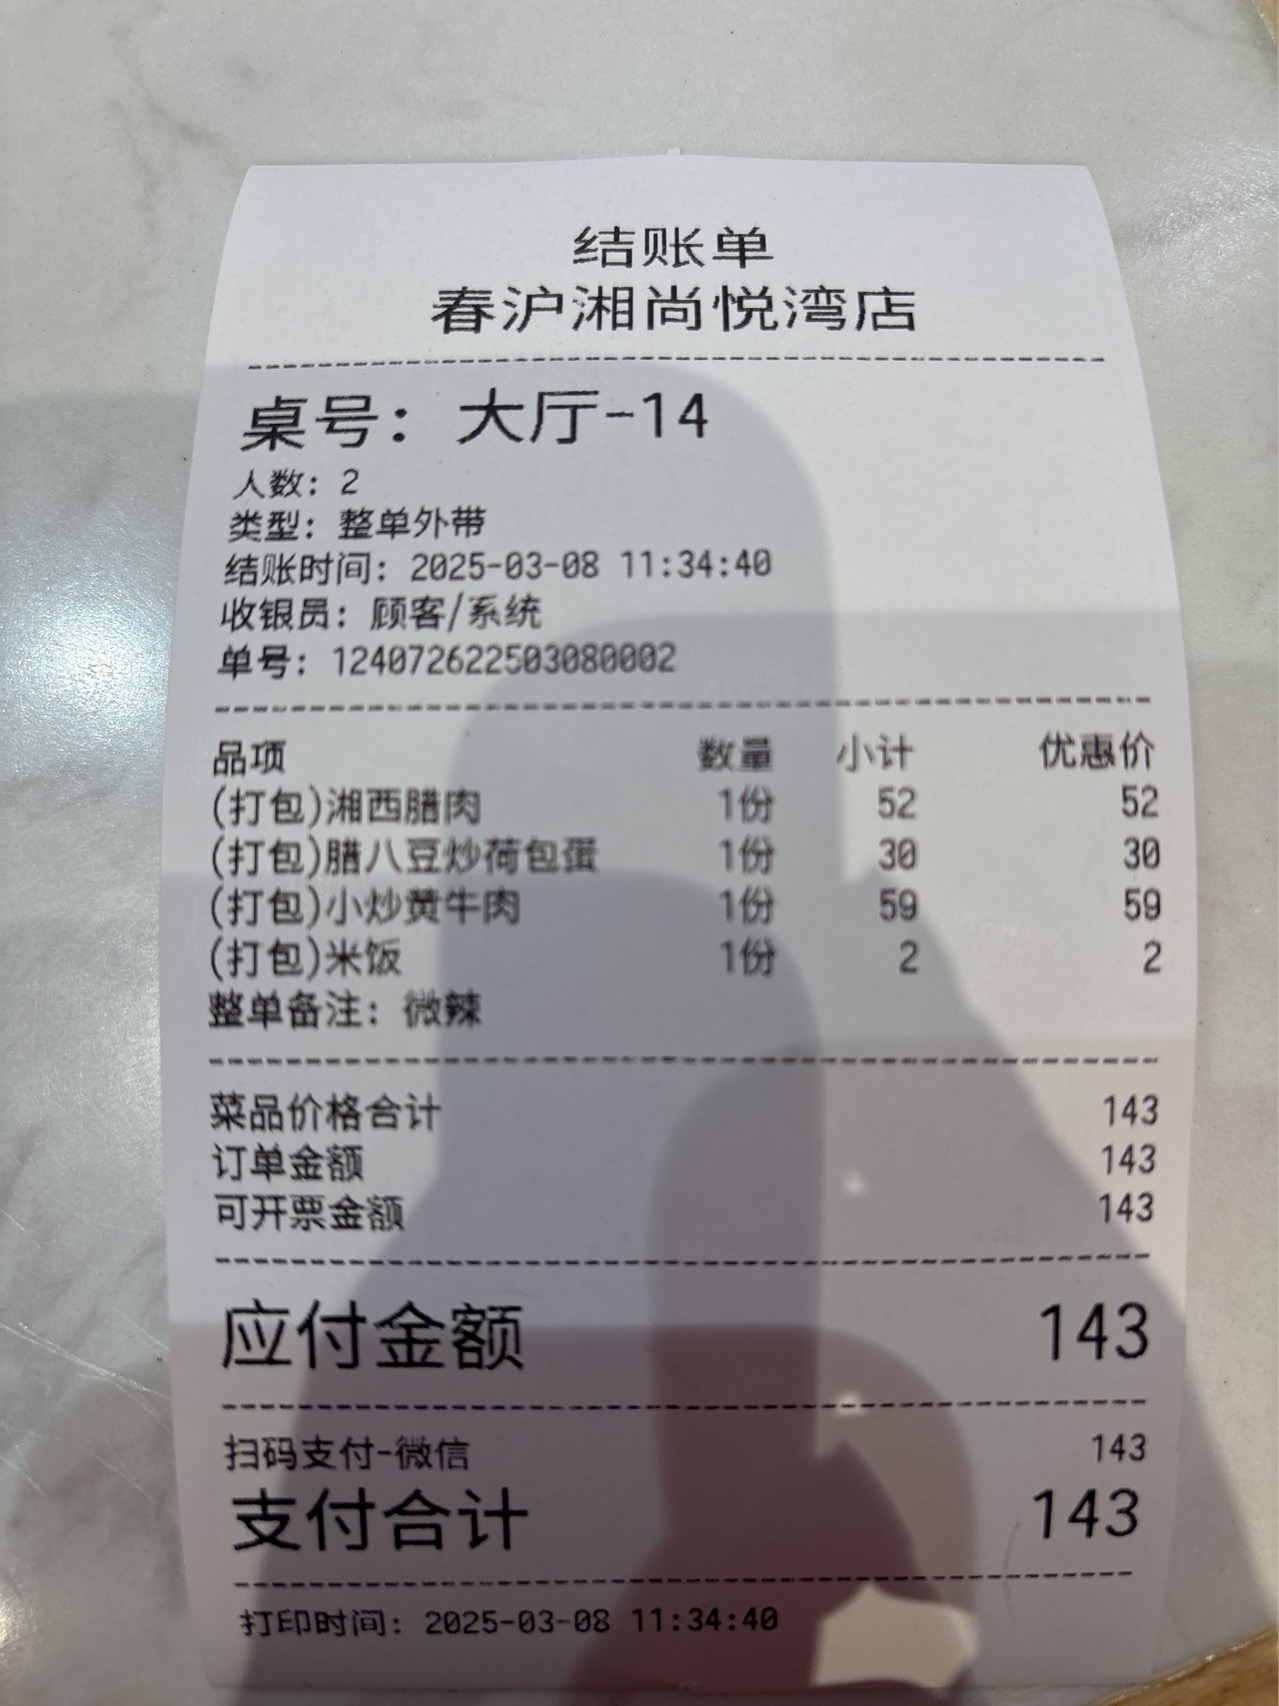 结账单
春沪湘尚悦湾店
桌号：大厅-14
人数：2
类型：整单外带
结账时间：2025-03-08 11:34:40
收银员：顾客/系统
单号：124072622503080002
品项 数量 小计 优惠价
(打包)湘西腊肉 1份 52 52
(打包)腊八豆炒荷包蛋 1份 30 30
(打包)小炒黄牛肉 1份 59 59
(打包)米饭 1份 2 2
整单备注：微辣
菜品价格合计 143
订单金额 143
可开票金额 143
应付金额 143
扫码支付-微信 143
支付合计 143
打印时间：2025-03-08 11:34:40